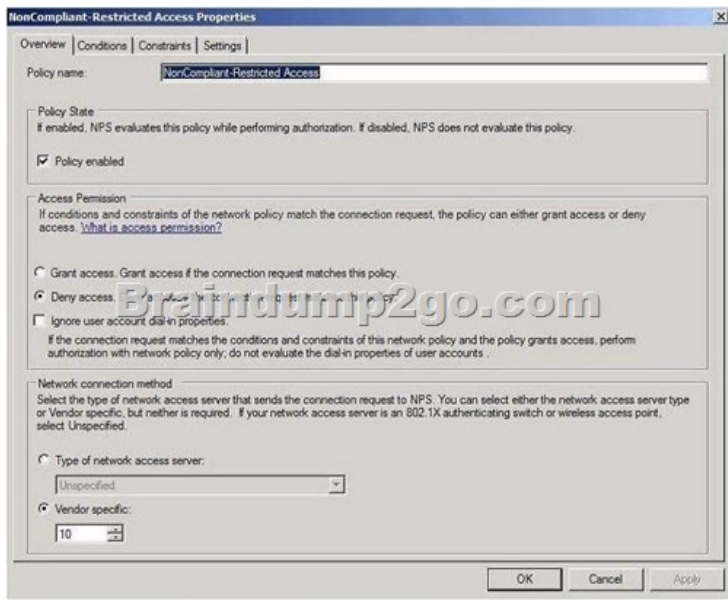 NonCompliant-Restricted Access Properties
Overview
Conditions
Constraints
Settings
Policy name:
NonCompliant-Restricted Access
Policy State
If enabled, NPS evaluates this policy while performing authorization. If disabled, NPS does not evaluate this policy.
Policy enabled
Access Permission
If conditions and constraints of the network policy match the connection request, the policy can either grant access or deny
access. What is access permission?
Grant access. Grant access if the connection request matches this policy.
Deny access.
Braindump2go.com
Ignore user account dial-in properties.
If the connection request matches the conditions and constraints of this network policy and the policy grants access, perform
authorization with network policy only; do not evaluate the dial-in properties of user accounts .
Network connection method
Select the type of network access server that sends the connection request to NPS. You can select either the network access server type
or Vendor specific, but neither is required. If your network access server is an 802.1X authenticating switch or wireless access point,
select Unspecified.
Type of network access server:
Unspecified
Vendor specific:
10
OK
Cancel
Apply